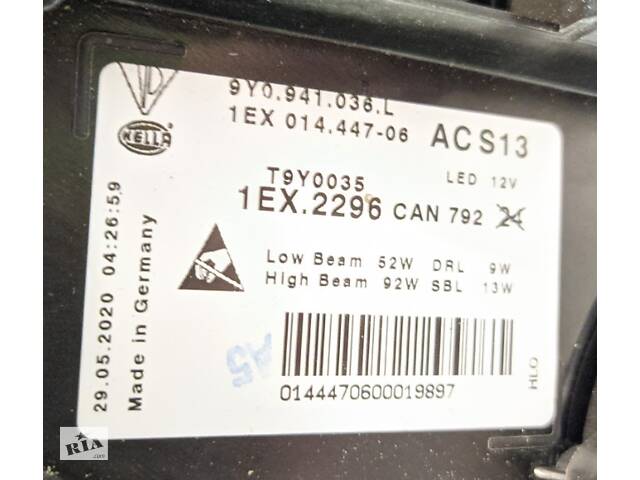 9Y0.941.036.L
1EX 014.447-06
AC S13
HELLA
T9Y0035
LED 12V
1EX.2296 CAN 792 24
Low Beam 52W DRL 9W
High Beam 92W SBL 13W
A5
01444470600019897
HLO
29.05.2020 04:26:59
Made in Germany
RIA
.com